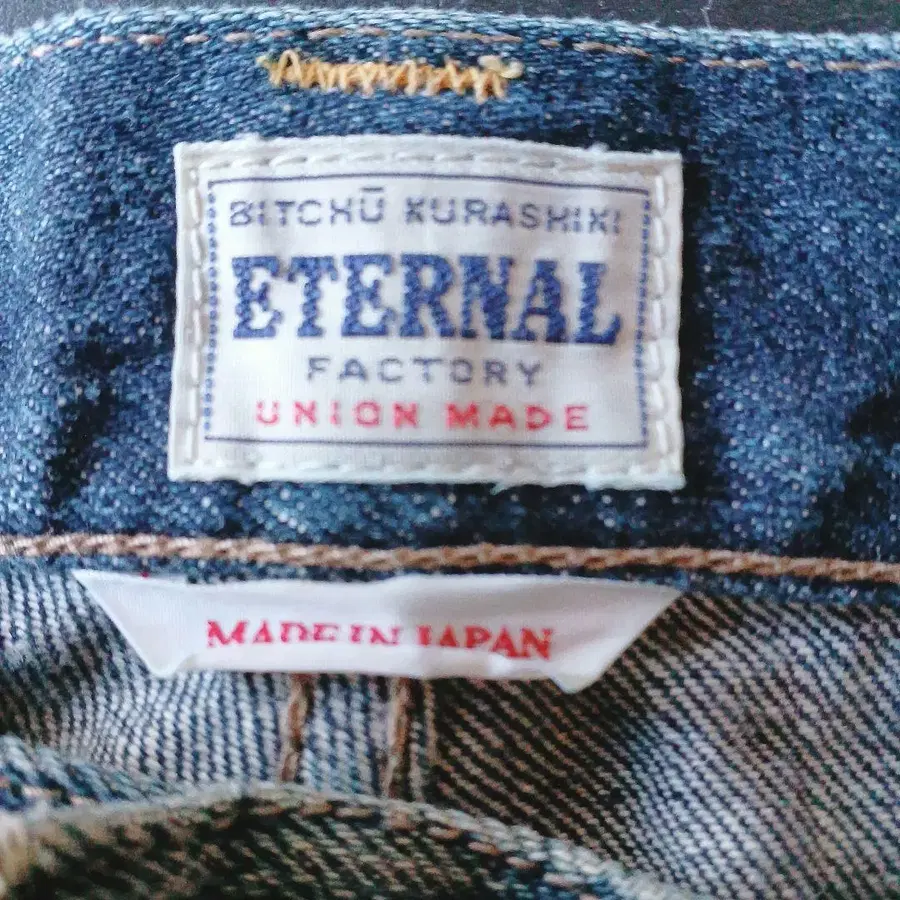 BITCHŪ KURASHIKI
ETERNAL
FACTORY
UNION MADE
MADE IN JAPAN